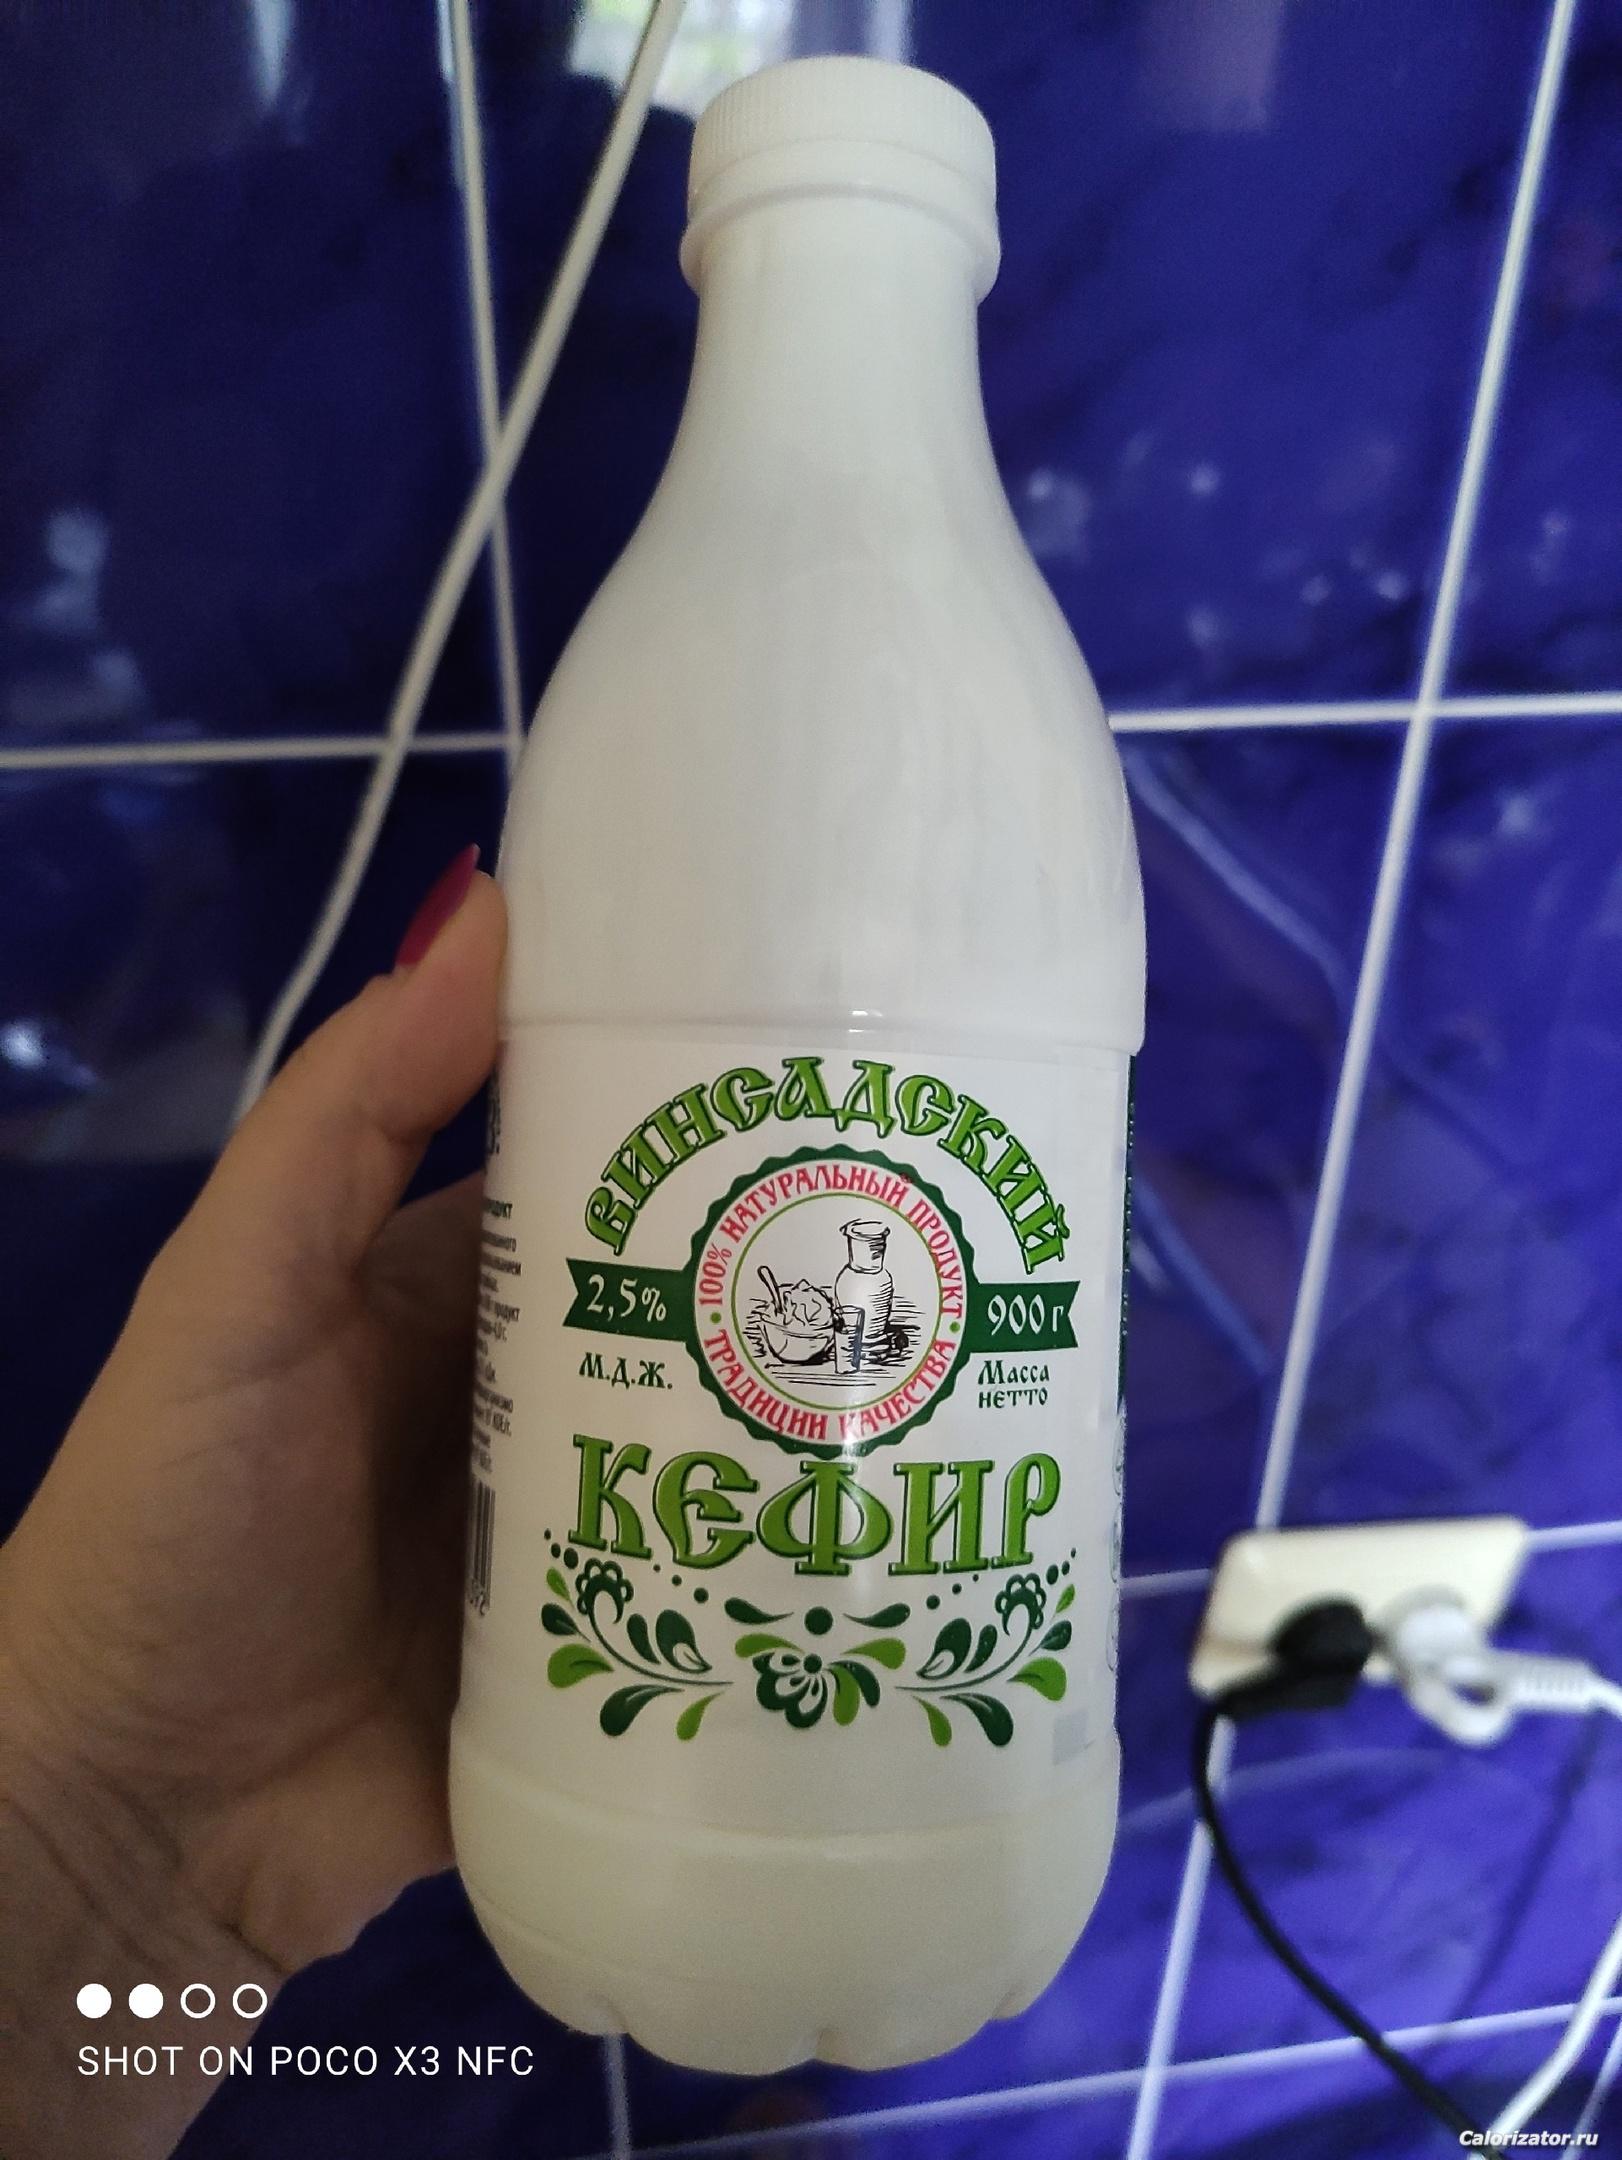 ВИНСАДСКИЙ
100% НАТУРАЛЬНЫЙ ПРОДУКТ
2,5%
900 г
М.Д.Ж.
Масса
нетто
ТРАДИЦИИ КАЧЕСТВА
КЕФИР
SHOT ON POCO X3 NFC
Calorizator.ru